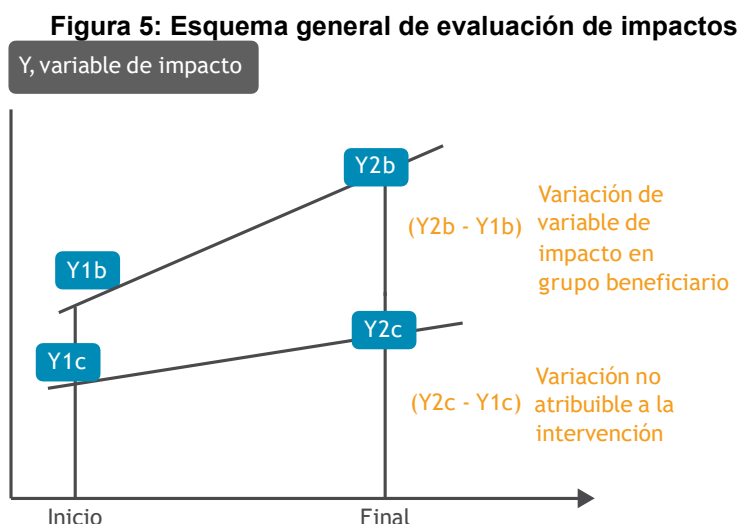 Figura 5: Esquema general de evaluación de impactos
Y, variable de impacto
Y2b
Variación de
(Y2b - Y1b) variable de
impacto en
grupo beneficiario
Y1b
Y2c
Y1c
Variación no
(Y2c - Y1c) atribuible a la
intervención
Inicio
Final